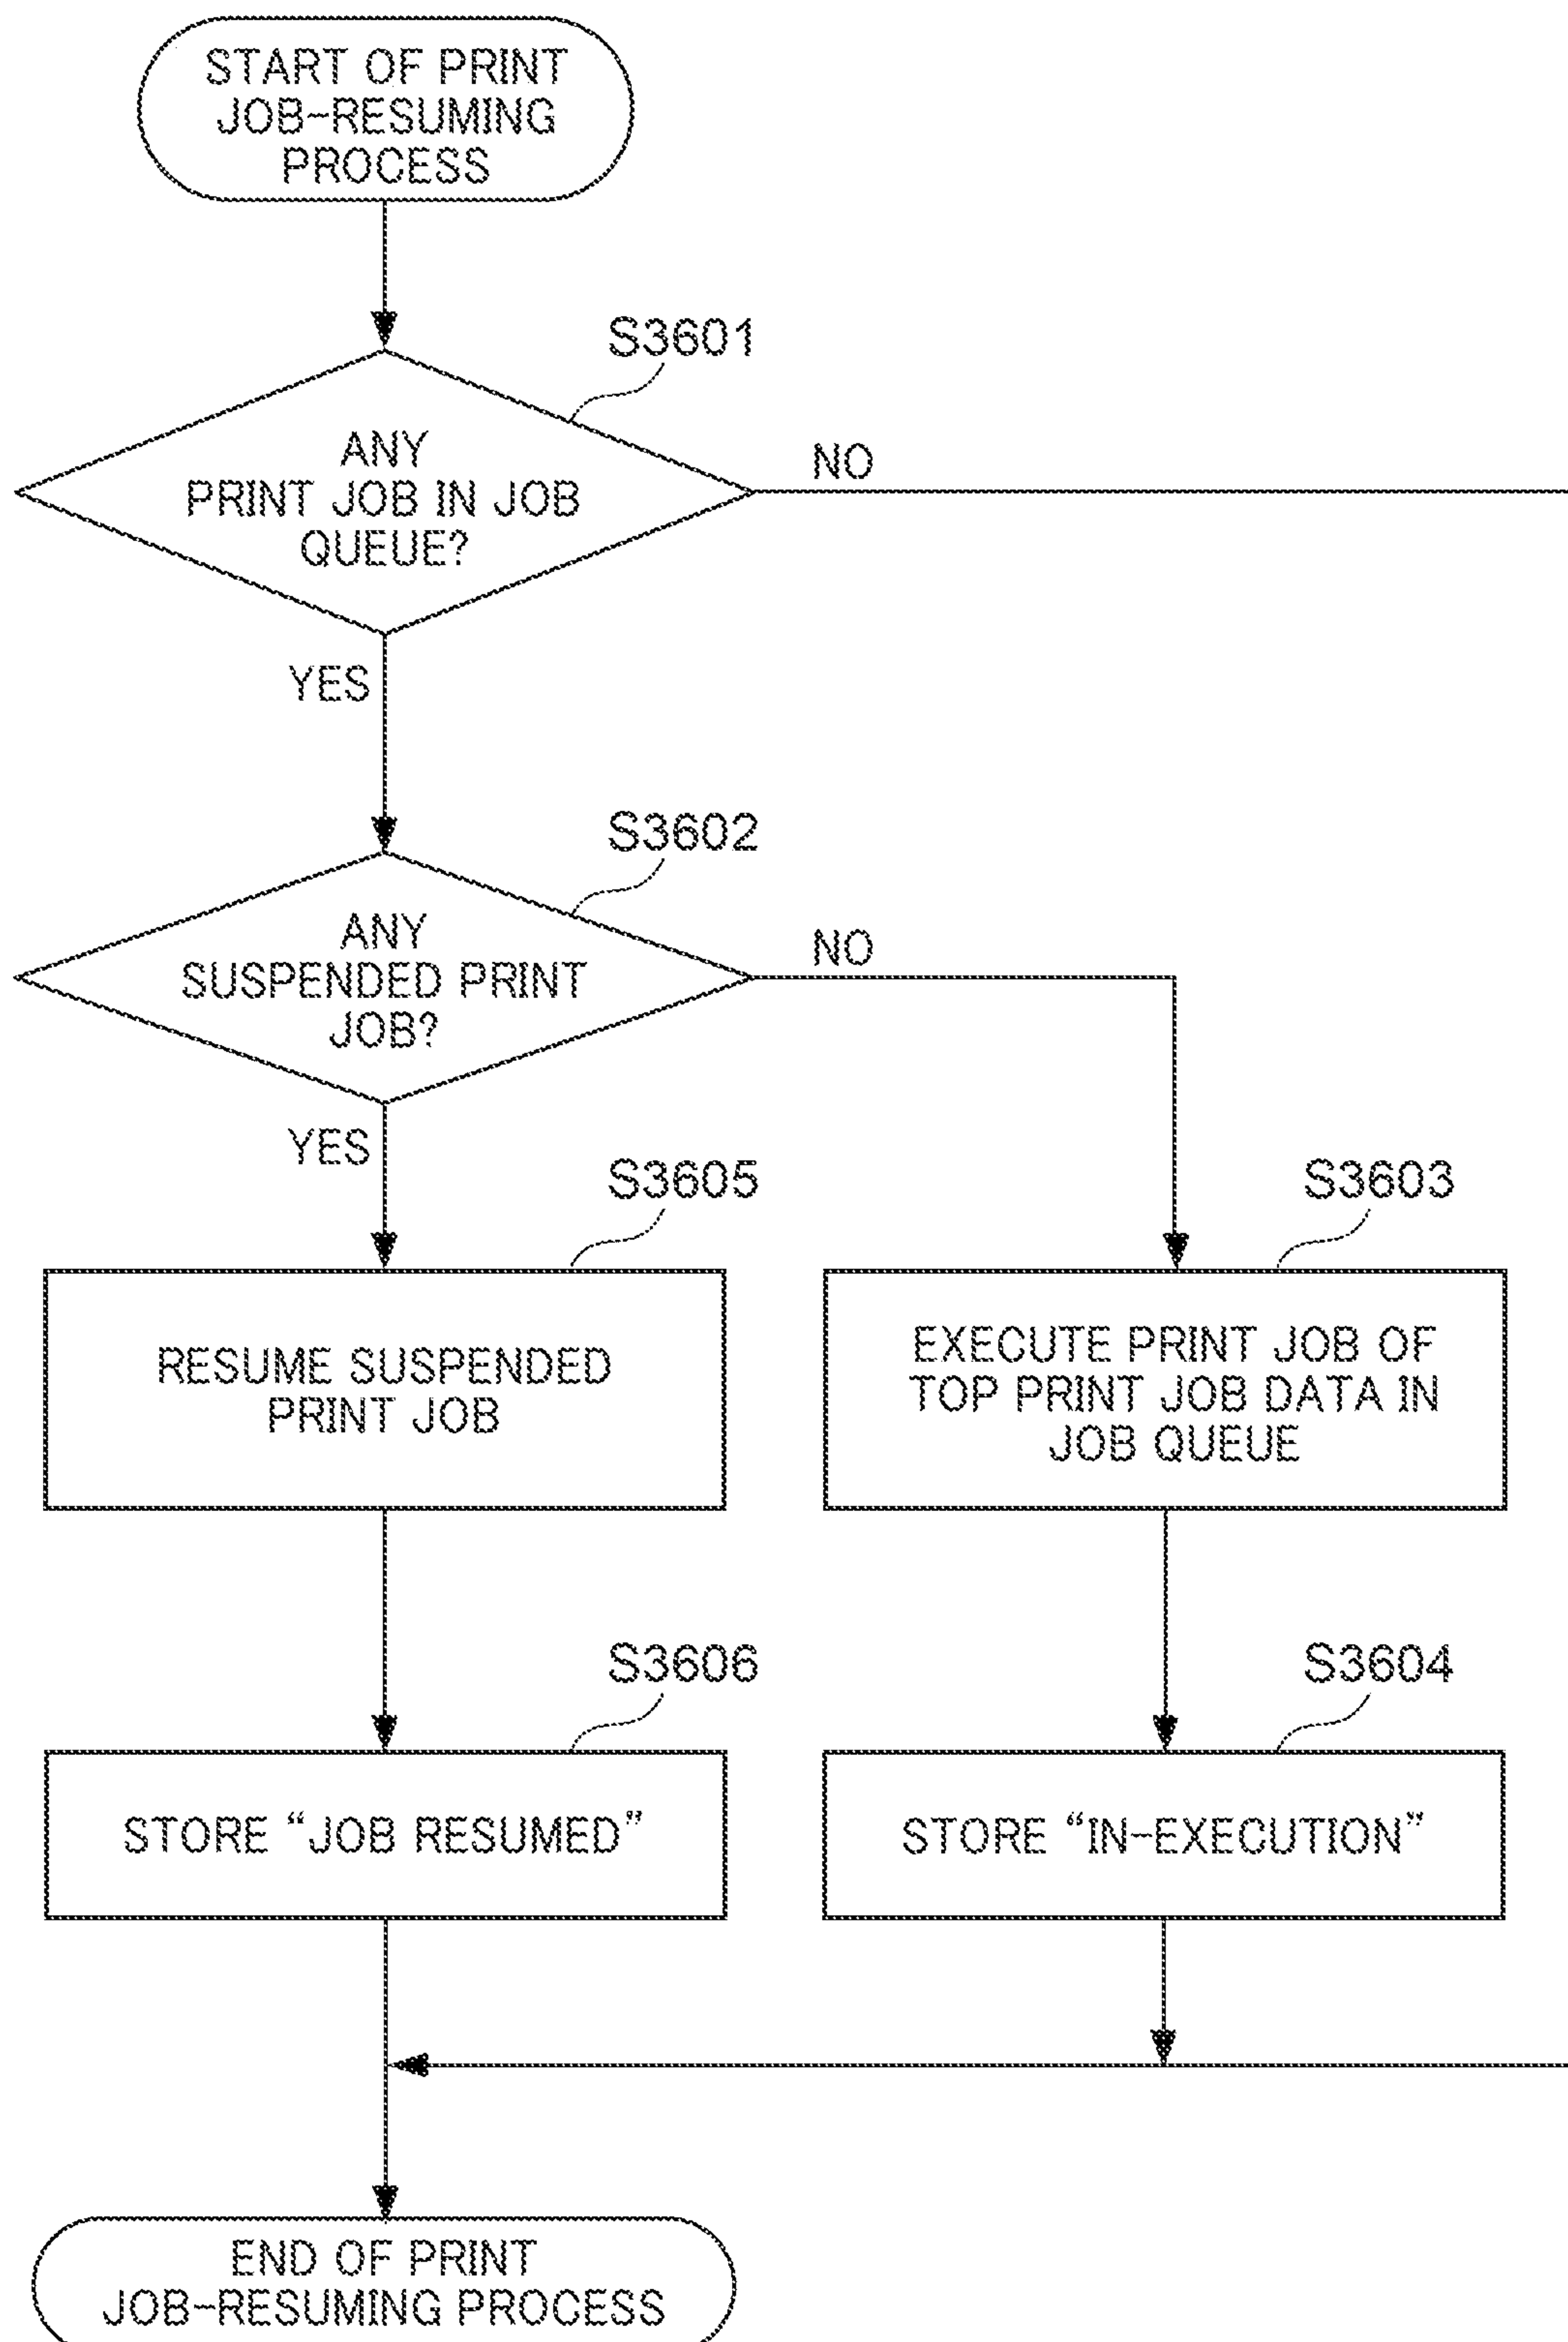 START OF PRINT
JOB-RESUMING
PROCESS
S3601
ANY
PRINT JOB IN JOB
QUEUE?
NO
YES
S3602
ANY
SUSPENDED PRINT
JOB?
NO
YES
S3605
S3603
RESUME SUSPENDED
PRINT JOB
EXECUTE PRINT JOB OF
TOP PRINT JOB DATA IN
JOB QUEUE
S3606
S3604
STORE “JOB RESUMED”
STORE “IN-EXECUTION”
END OF PRINT
JOB-RESUMING PROCESS